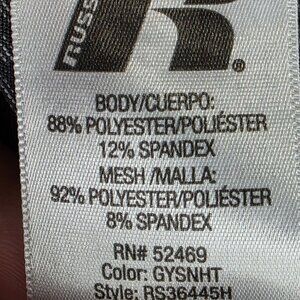 RUSS
R®
BODY/CUERPO:
88% POLYESTER/POLIÉSTER
12% SPANDEX
MESH /MALLA:
92% POLYESTER/POLIÉSTER
8% SPANDEX
RN# 52469
Color: GYSNHT
Style: RS36445H